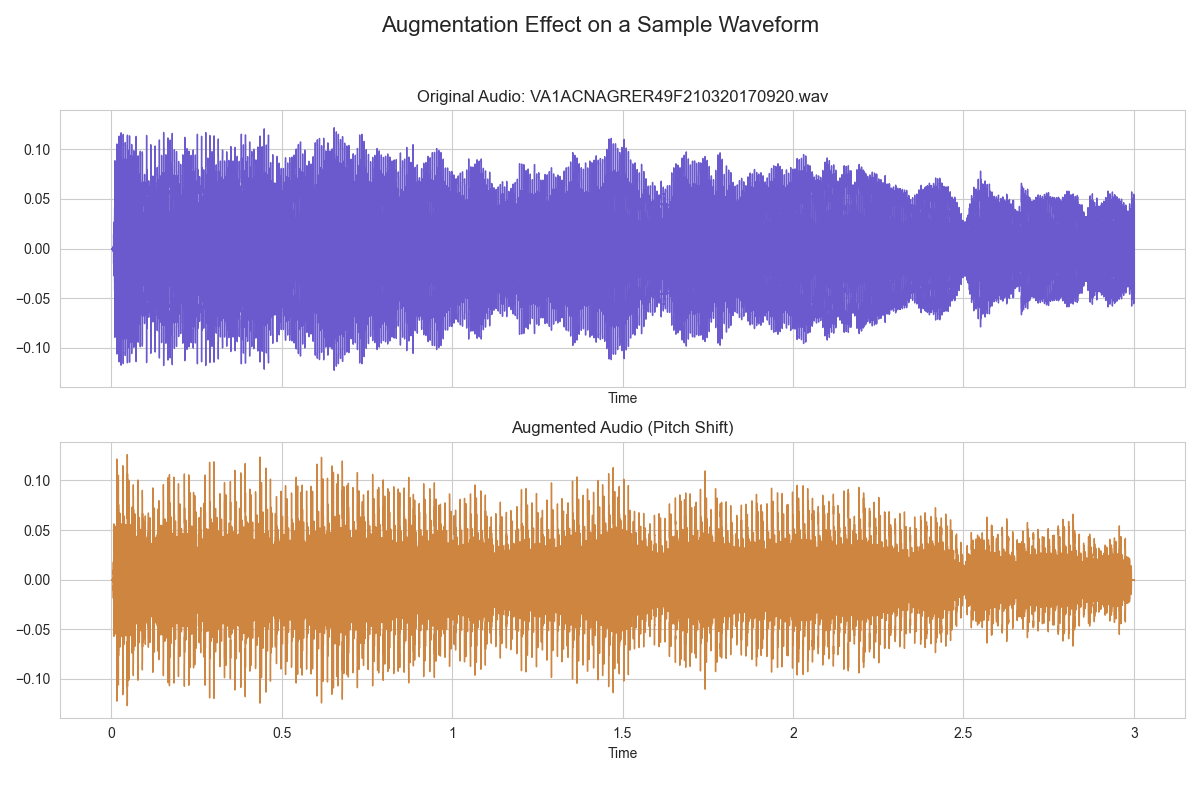 Augmentation Effect on a Sample Waveform
Original Audio: VA1ACNAGRER49F210320170920.wav
0.10
0.05
0.00
−0.05
−0.10
Time
Augmented Audio (Pitch Shift)
0.10
0.05
0.00
−0.05
−0.10
0 0.5 1 1.5 2 2.5 3
Time